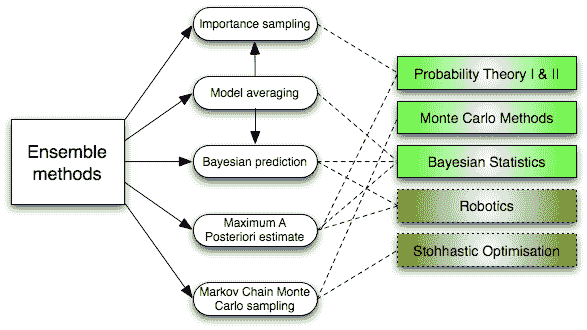 Ensemble
methods
Importance sampling
Model averaging
Bayesian prediction
Maximum A
Posteriori estimate
Markov Chain Monte
Carlo sampling
Probability Theory I & II
Monte Carlo Methods
Bayesian Statistics
Robotics
Stohhastic Optimisation